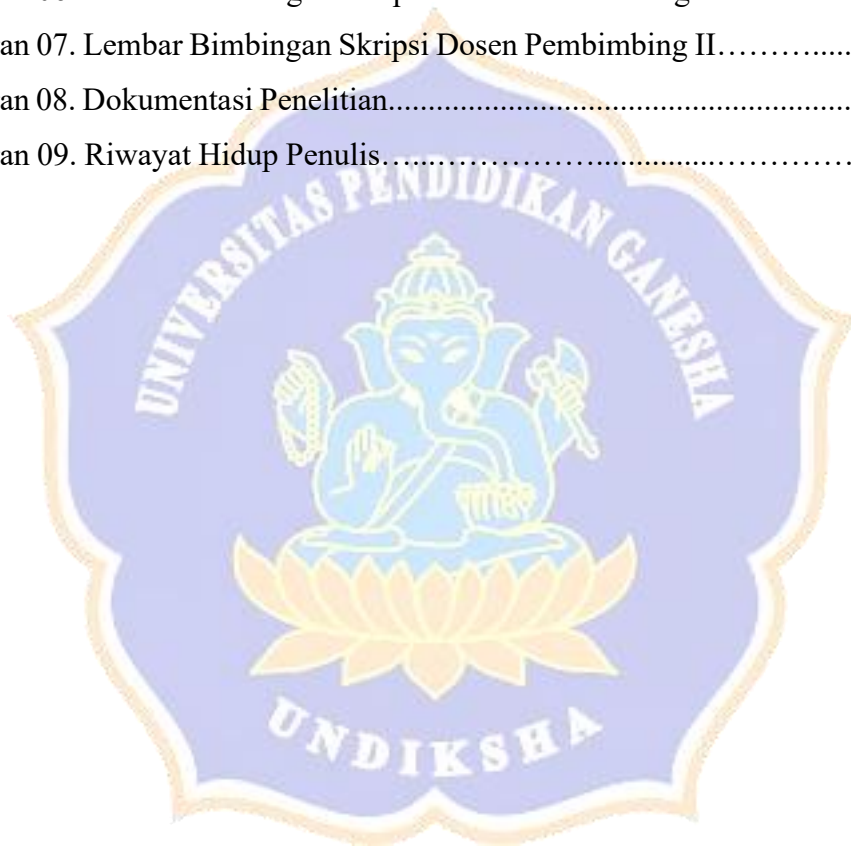 an 07. Lembar Bimbingan Skripsi Dosen Pembimbing II………......
an 08. Dokumentasi Penelitian.....................................................................
an 09. Riwayat Hidup Penulis…………………...............……………
UNIVERSITAS PENDIDIKAN GANESHA
UNDIKSHA